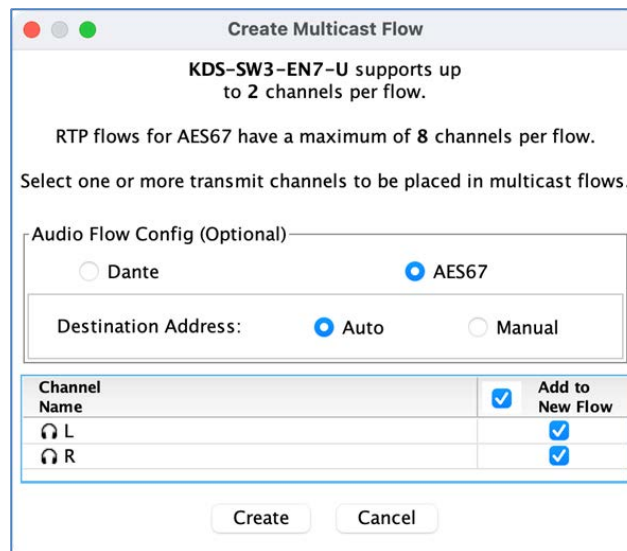 Create Multicast Flow
KDS-SW3-EN7-U supports up
to 2 channels per flow.
RTP flows for AES67 have a maximum of 8 channels per flow.
Select one or more transmit channels to be placed in multicast flows.
Audio Flow Config (Optional)
Dante AES67
Destination Address: Auto Manual
Channel Name Add to New Flow
L
R
Create Cancel